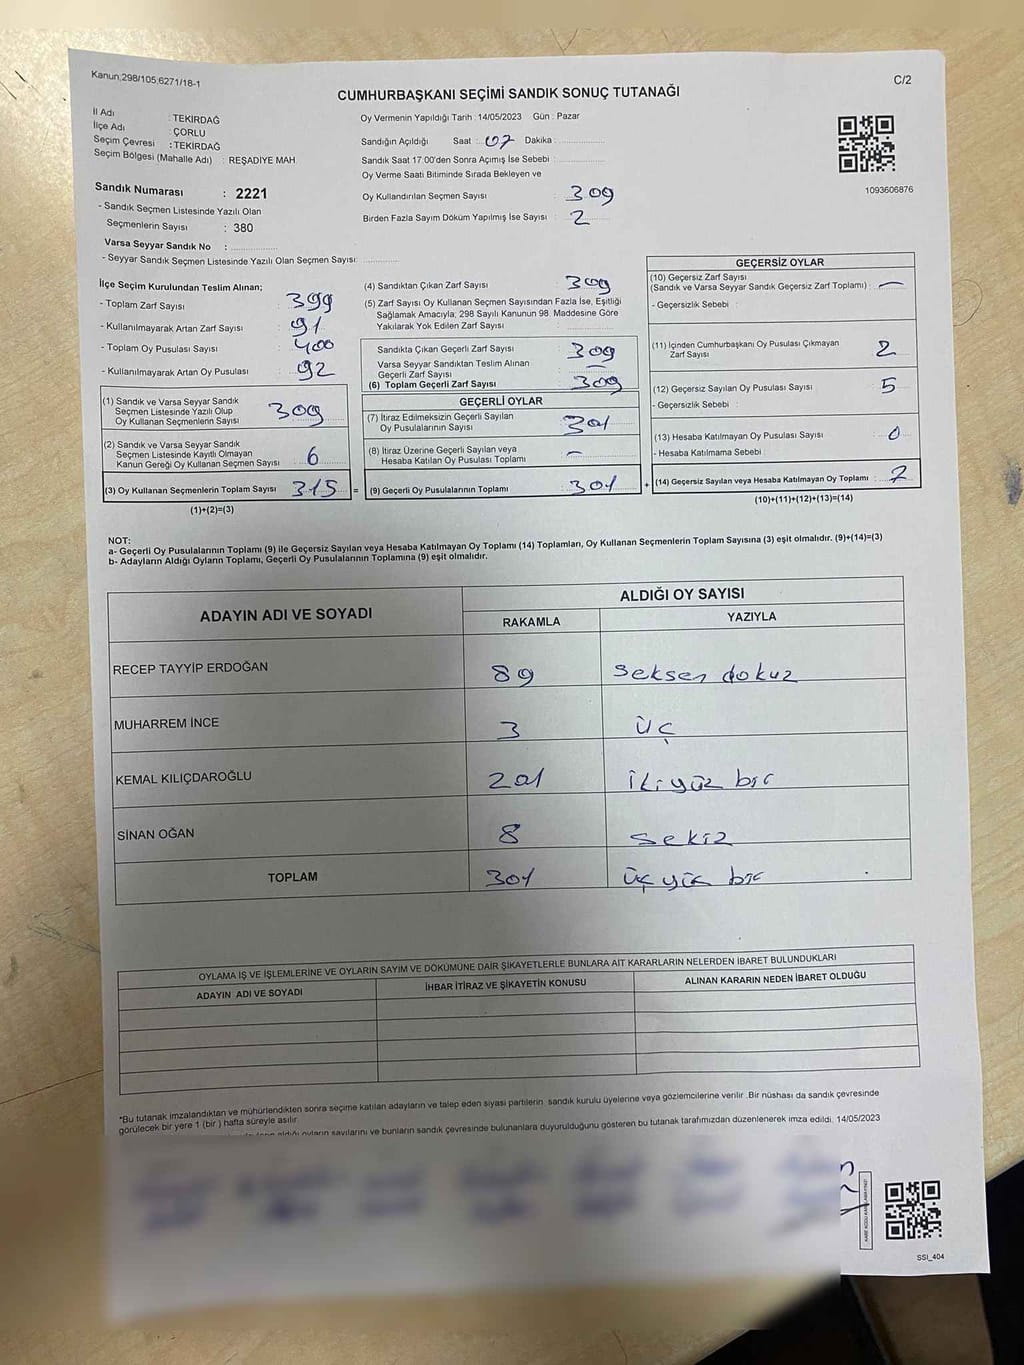 Kanun:298/105;6271/18-1
C/2
CUMHURBAŞKANI SEÇİMİ SANDIK SONUÇ TUTANAĞI
İl Adı : TEKİRDAĞ
İlçe Adı : ÇORLU
Seçim Çevresi : TEKİRDAĞ
Seçim Bölgesi (Mahalle Adı) : REŞADİYE MAH
Sandık Numarası : 2221
- Sandık Seçmen Listesinde Yazılı Olan
Seçmenlerin Sayısı : 380
Varsa Seyyar Sandık No :
- Seyyar Sandık Seçmen Listesinde Yazılı Olan Seçmen Sayısı:
Oy Vermenin Yapıldığı Tarih : 14/05/2023 Gün : Pazar
Sandığın Açıldığı Saat : 07 Dakika :
Sandık Saat 17:00'den Sonra Açımış İse Sebebi :
Oy Verme Saati Bitiminde Sırada Bekleyen ve
Oy Kullandırılan Seçmen Sayısı : 309
Birden Fazla Sayım Döküm Yapılmış İse Sayısı : 2
1093606876
İlçe Seçim Kurulundan Teslim Alınan;
- Toplam Zarf Sayısı : 399
- Kullanılmayarak Artan Zarf Sayısı : 91
- Toplam Oy Pusulası Sayısı : 400
- Kullanılmayarak Artan Oy Pusulası : 92
(1) Sandık ve Varsa Seyyar Sandık
Seçmen Listesinde Yazılı Olup
Oy Kullanan Seçmenlerin Sayısı : 309
(2) Sandık ve Varsa Seyyar Sandık
Seçmen Listesinde Kayıtlı Olmayan
Kanun Gereği Oy Kullanan Seçmen Sayısı : 6
(3) Oy Kullanan Seçmenlerin Toplam Sayısı : 315
(1)+(2)=(3)
(4) Sandıktan Çıkan Zarf Sayısı : 309
(5) Zarf Sayısı Oy Kullanan Seçmen Sayısından Fazla İse, Eşitliği
Sağlamak Amacıyla, 298 Sayılı Kanunun 98. Maddesine Göre
Yakılarak Yok Edilen Zarf Sayısı :
Sandıkta Çıkan Geçerli Zarf Sayısı : 309
Varsa Seyyar Sandıktan Teslim Alınan
Geçerli Zarf Sayısı : —
(6) Toplam Geçerli Zarf Sayısı : 309
GEÇERLİ OYLAR
(7) İtiraz Edilmeksizin Geçerli Sayılan
Oy Pusulalarının Sayısı : 301
(8) İtiraz Üzerine Geçerli Sayılan veya
Hesaba Katılan Oy Pusulası Toplamı : —
= (9) Geçerli Oy Pusulalarının Toplamı : 301
GEÇERSİZ OYLAR
(10) Geçersiz Zarf Sayısı
(Sandık ve Varsa Seyyar Sandık Geçersiz Zarf Toplamı) : —
- Geçersizlik Sebebi :
(11) İçinden Cumhurbaşkanı Oy Pusulası Çıkmayan
Zarf Sayısı : 2
(12) Geçersiz Sayılan Oy Pusulası Sayısı : 5
- Geçersizlik Sebebi :
(13) Hesaba Katılmayan Oy Pusulası Sayısı : 0
- Hesaba Katılmama Sebebi :
+ (14) Geçersiz Sayılan veya Hesaba Katılmayan Oy Toplamı : 7
(10)+(11)+(12)+(13)=(14)
NOT:
a- Geçerli Oy Pusulalarının Toplamı (9) ile Geçersiz Sayılan veya Hesaba Katılmayan Oy Toplamı (14) Toplamları, Oy Kullanan Seçmenlerin Toplam Sayısına (3) eşit olmalıdır. (9)+(14)=(3)
b- Adayların Aldığı Oyların Toplamı, Geçerli Oy Pusulalarının Toplamına (9) eşit olmalıdır.
ADAYIN ADI VE SOYADI
ALDIĞI OY SAYISI
RAKAMLA YAZIYLA
RECEP TAYYİP ERDOĞAN 89 seksen dokuz
MUHARREM İNCE 3 üç
KEMAL KILIÇDAROĞLU 201 iki yüz bir
SİNAN OĞAN 8 sekiz
TOPLAM 301 üç yüz bir
OYLAMA İŞ VE İŞLEMLERİNE VE OYLARIN SAYIM VE DÖKÜMÜNE DAİR ŞİKAYETLERLE BUNLARA AİT KARARLARIN NELERDEN İBARET BULUNDUKLARI
ADAYIN ADI VE SOYADI İHBAR İTİRAZ VE ŞİKAYETİN KONUSU ALINAN KARARIN NEDEN İBARET OLDUĞU
*Bu tutanak imzalandıktan ve mühürlendikten sonra seçime katılan adayların ve talep eden siyasi partilerin sandık kurulu üyelerine veya gözlemcilerine verilir. Bir nüshası da sandık çevresinde
görülecek bir yere 1 (bir ) hafta süreyle asılır.
aldığı oyların sayılarını ve bunların sandık çevresinde bulunanlara duyurulduğunu gösteren bu tutanak tarafımızdan düzenlenerek imza edildi. 14/05/2023
SSI_404